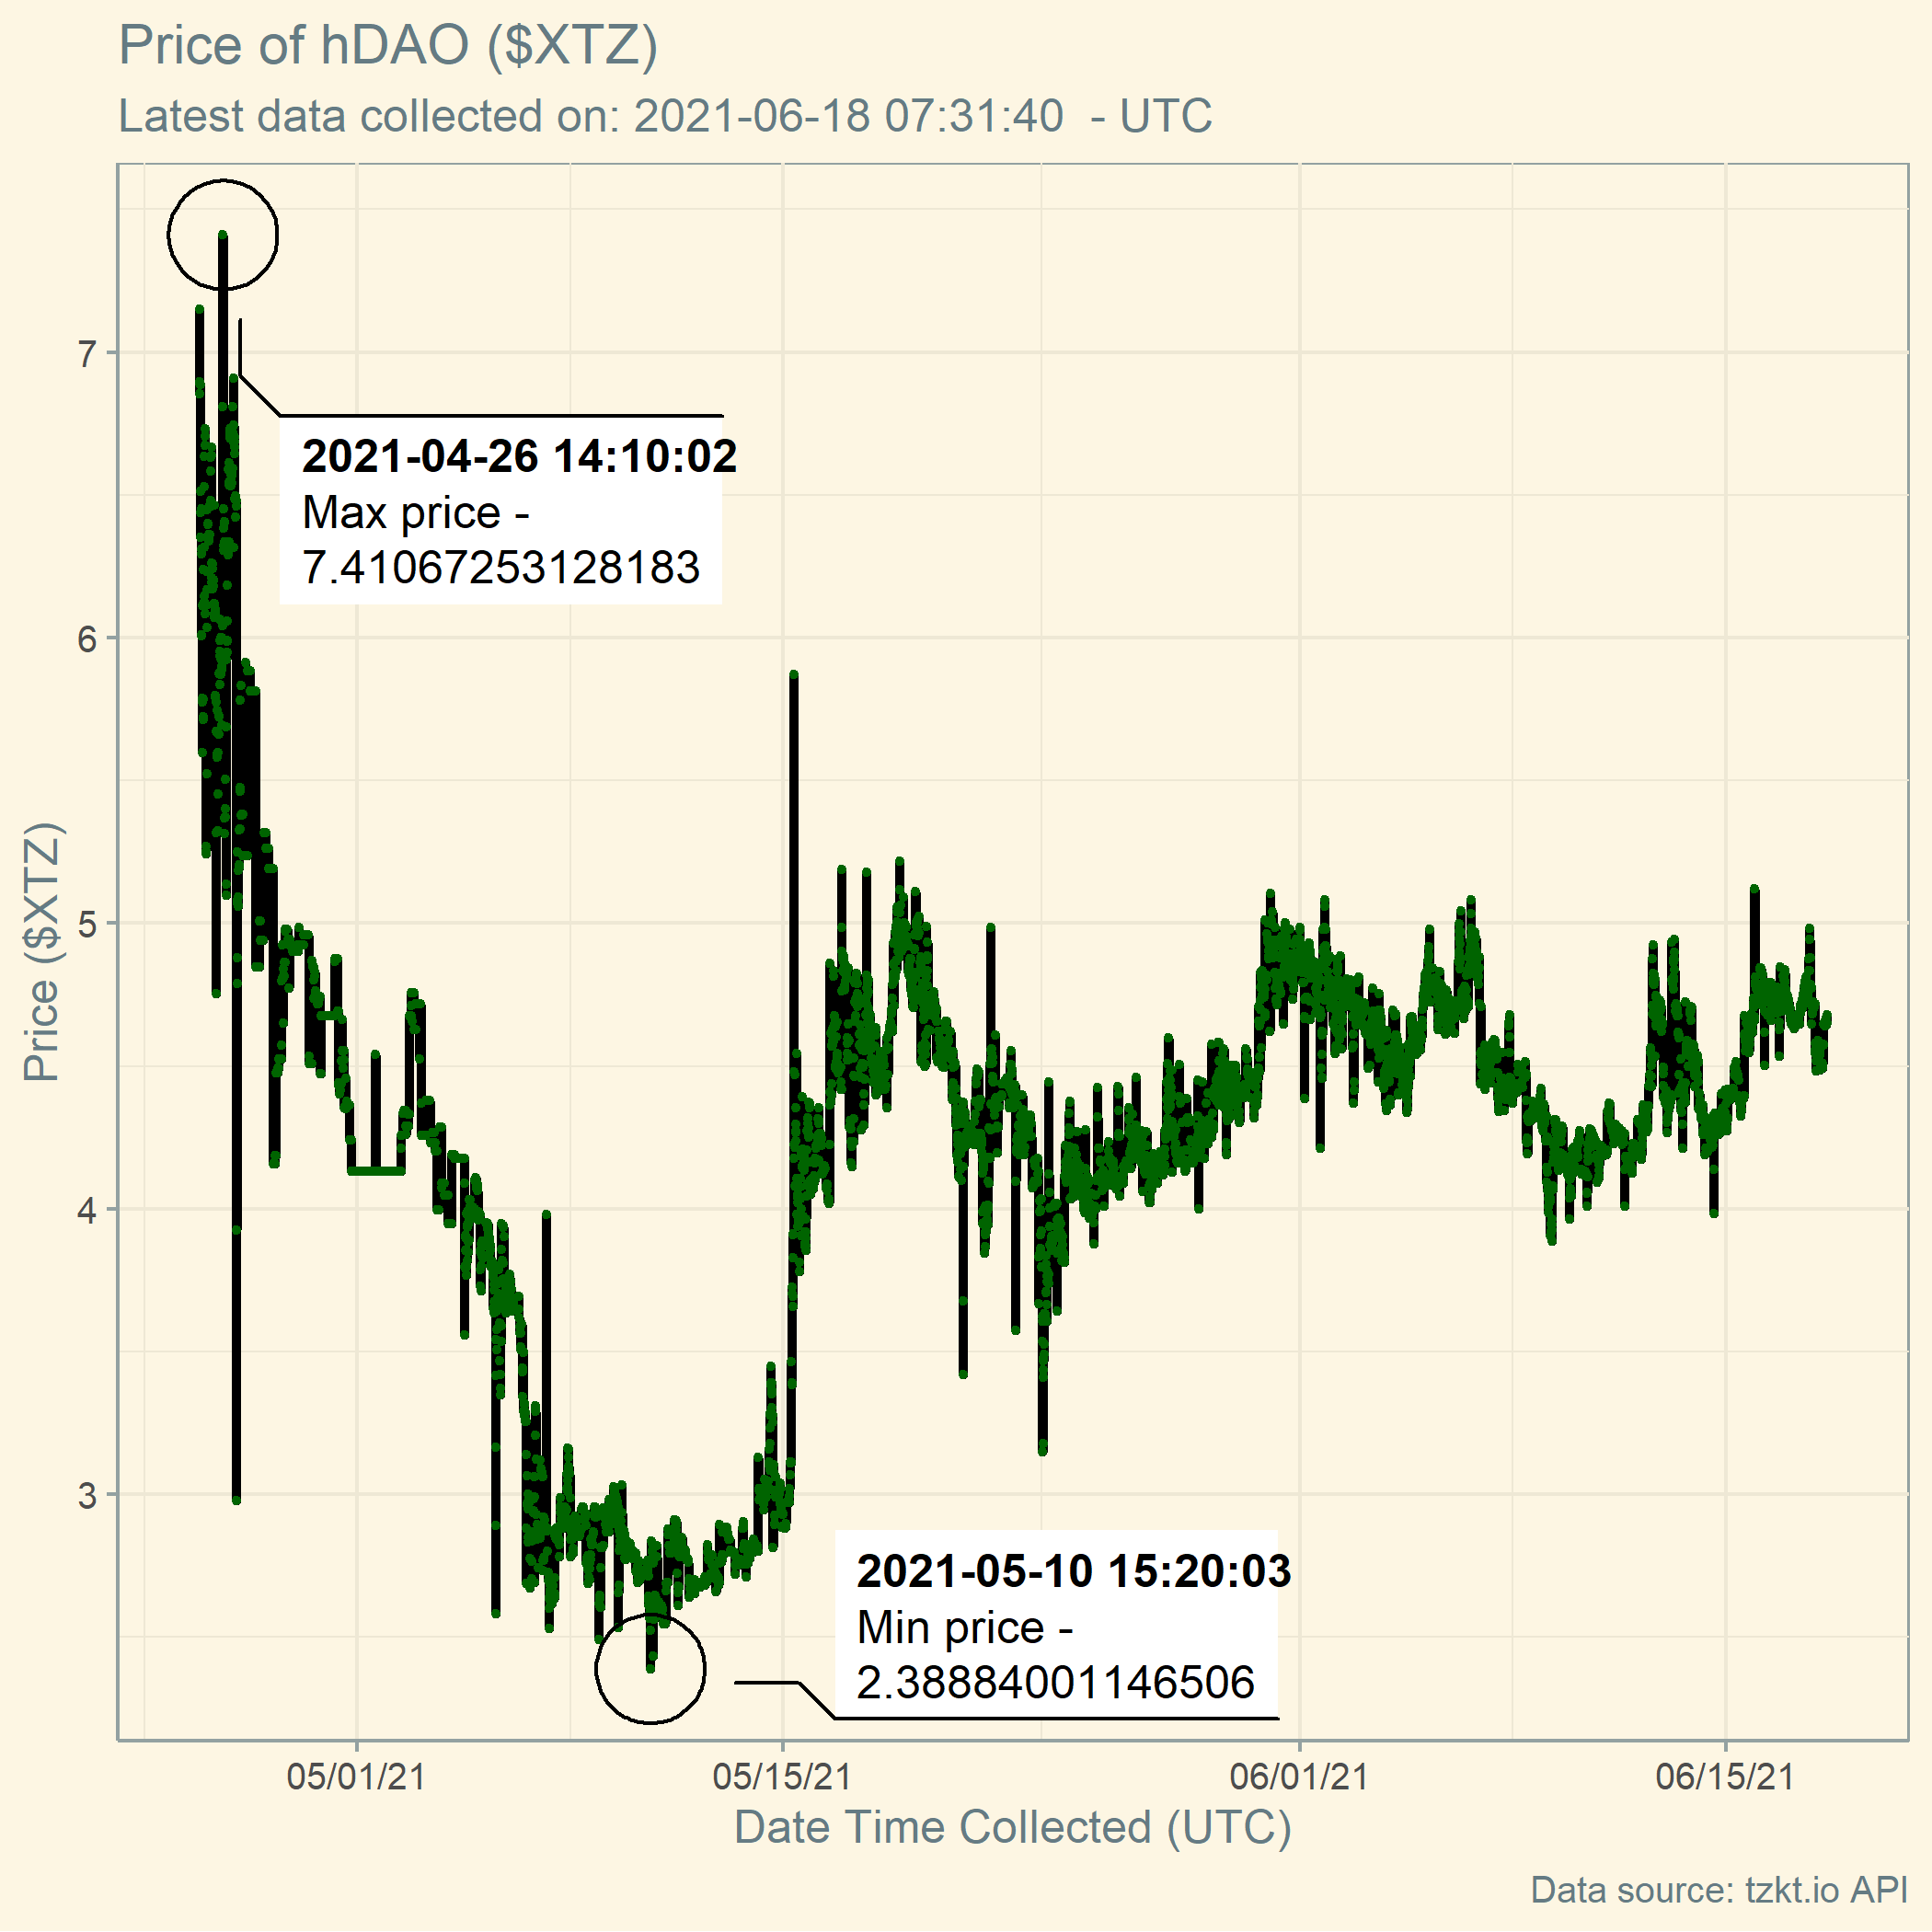 Price of hDAO ($XTZ)
Latest data collected on: 2021-06-18 07:31:40  - UTC
2021-04-26 14:10:02
Max price -
7.41067253128183
7
6
5
4
3
Price ($XTZ)
2021-05-10 15:20:03
Min price -
2.38884001146506
05/01/21
05/15/21
06/01/21
06/15/21
Date Time Collected (UTC)
Data source: tzkt.io API